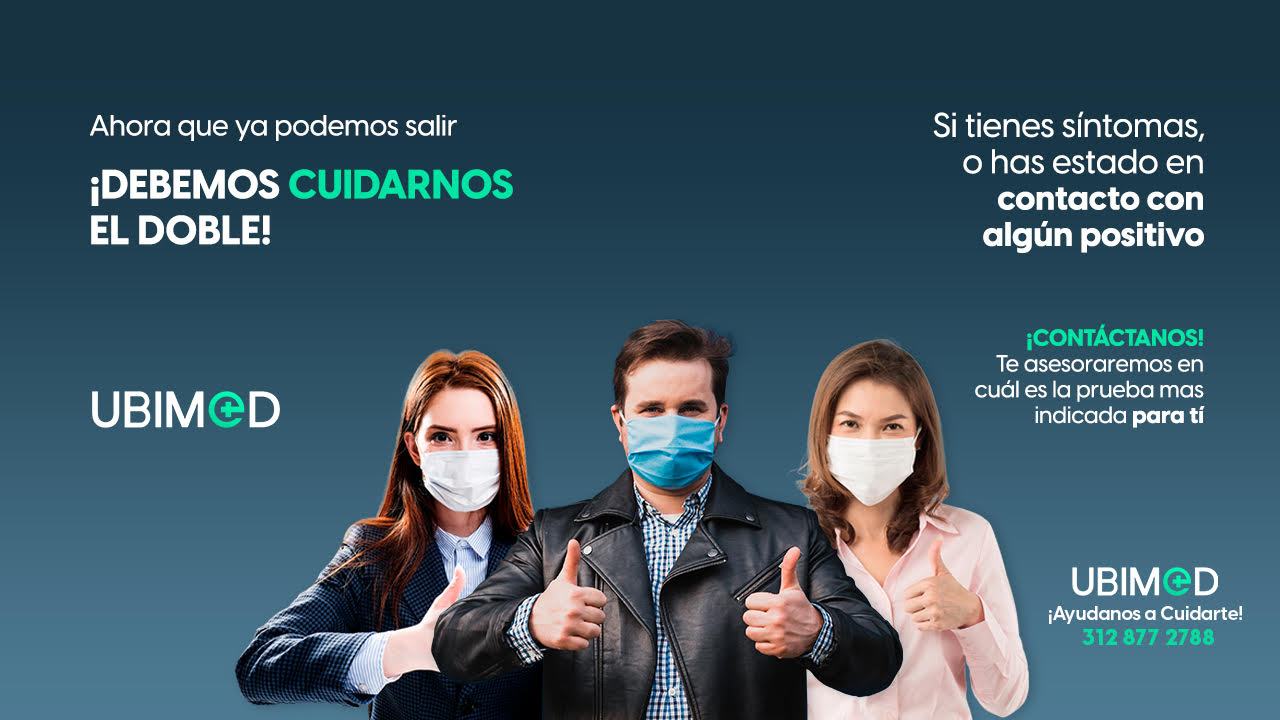 Ahora que ya podemos salir
¡DEBEMOS CUIDARNOS
EL DOBLE!
UBIMED
Si tienes síntomas,
o has estado en
contacto con
algún positivo
¡CONTÁCTANOS!
Te asesoraremos en
cuál es la prueba mas
indicada para tí
UBIMED
¡Ayudanos a Cuidarte!
312 877 2788